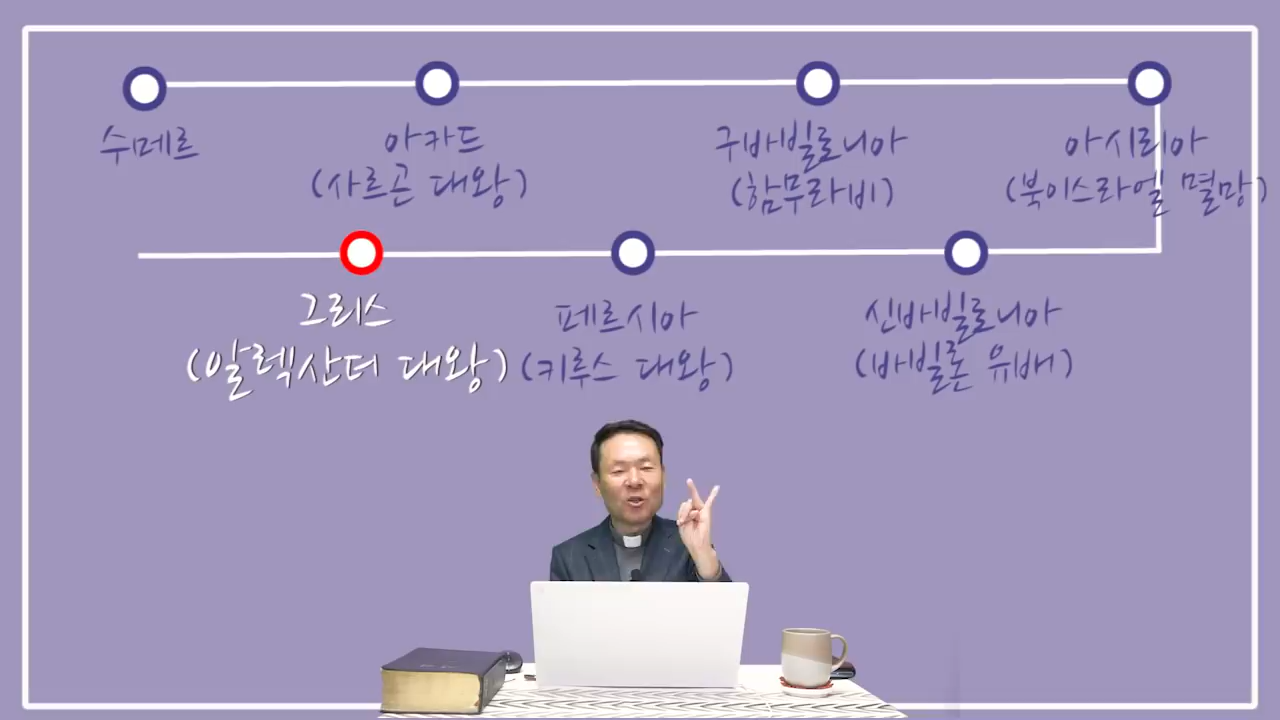 수메르
아카드
(사르곤 대왕)
구바빌로니아
(함무라비)
아시리아
(북이스라엘 멸망)
그리스
(알렉산더 대왕)
페르시아
(키루스 대왕)
신바빌로니아
(바빌론 유배)